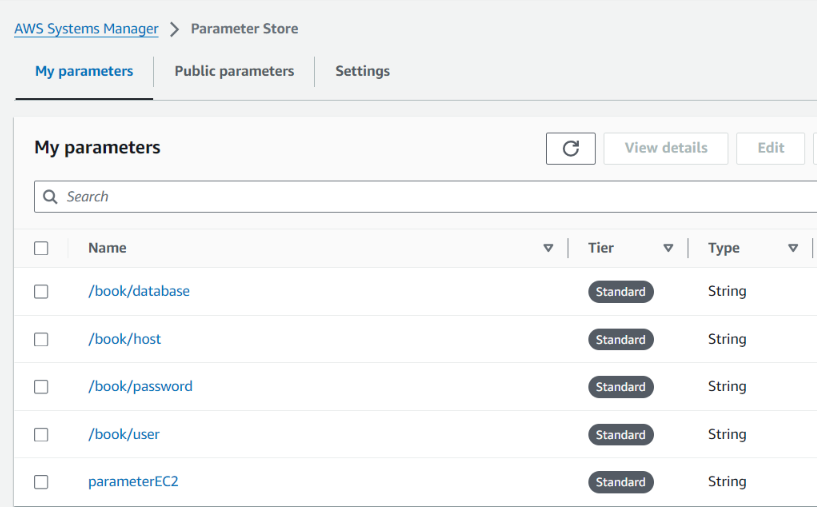 AWS Systems Manager > Parameter Store
My parameters Public parameters Settings
My parameters View details Edit
Search
Name Tier Type
/book/database Standard String
/book/host Standard String
/book/password Standard String
/book/user Standard String
parameterEC2 Standard String